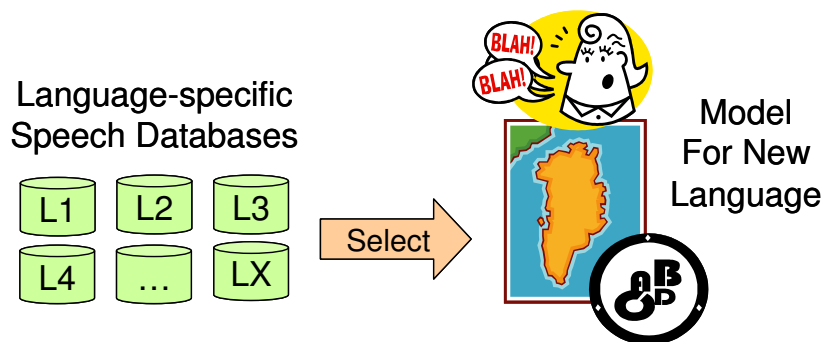 Language-specific
Speech Databases
L1
L2
L3
L4
...
LX
Select
BLAH!
BLAH!
Model
For New
Language
A
B
C
D